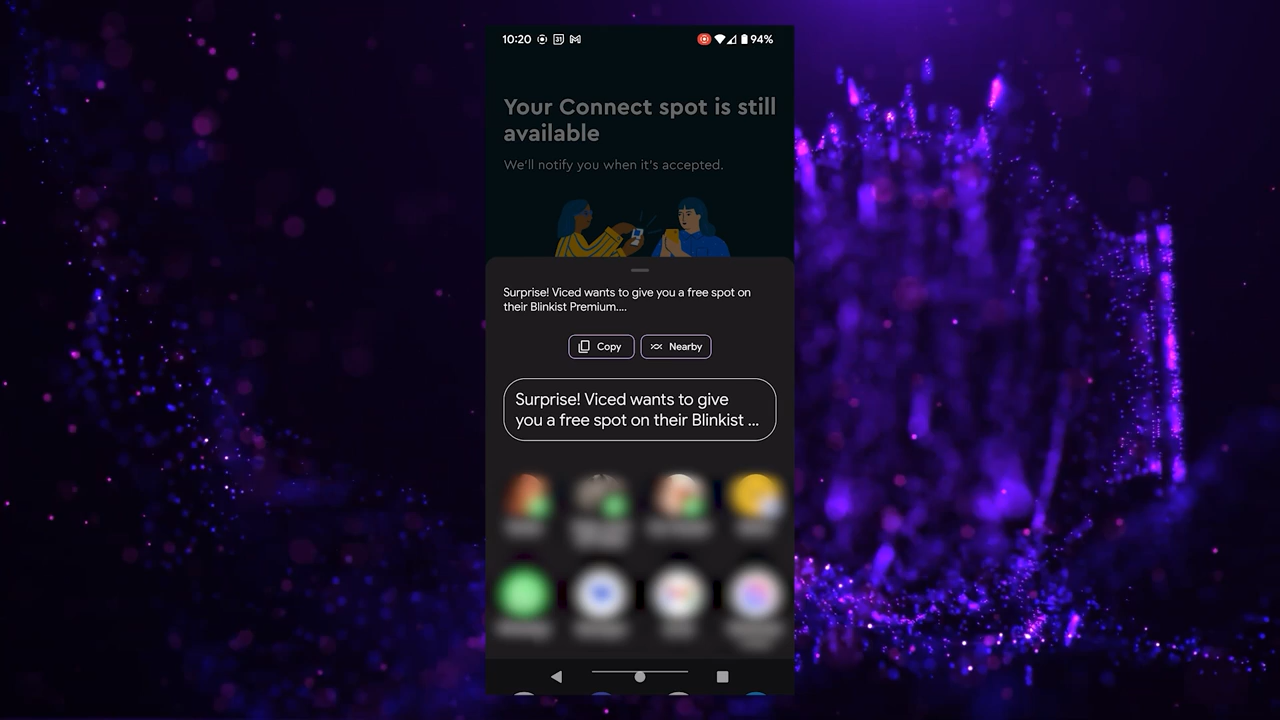 10:20
31
94%
Your Connect spot is still
available
We'll notify you when it's accepted.
Surprise! Viced wants to give you a free spot on
their Blinkist Premium....
Copy
Nearby
Surprise! Viced wants to give
you a free spot on their Blinkist ...